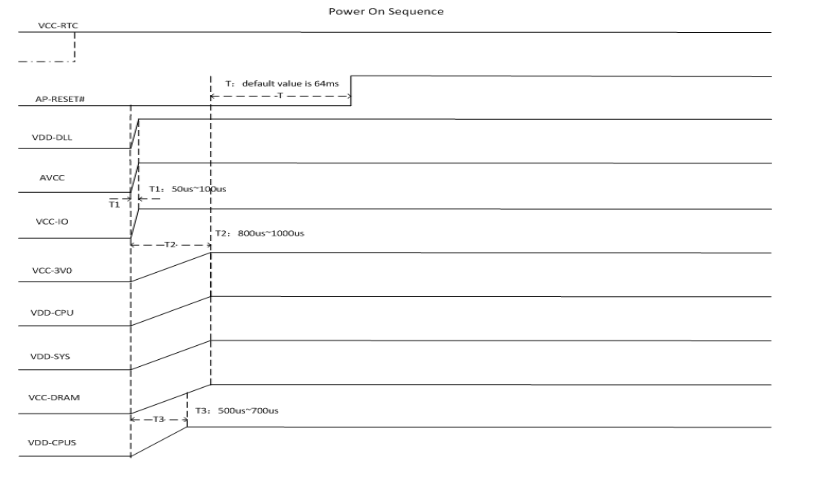 Power On Sequence
VCC-RTC
T： default value is 64ms
T
AP-RESET#
VDD-DLL
AVCC
T1： 50us~100us
T1
VCC-IO
T2： 800us~1000us
T2
VCC-3V0
VDD-CPU
VDD-SYS
VCC-DRAM
T3： 500us~700us
T3
VDD-CPUS